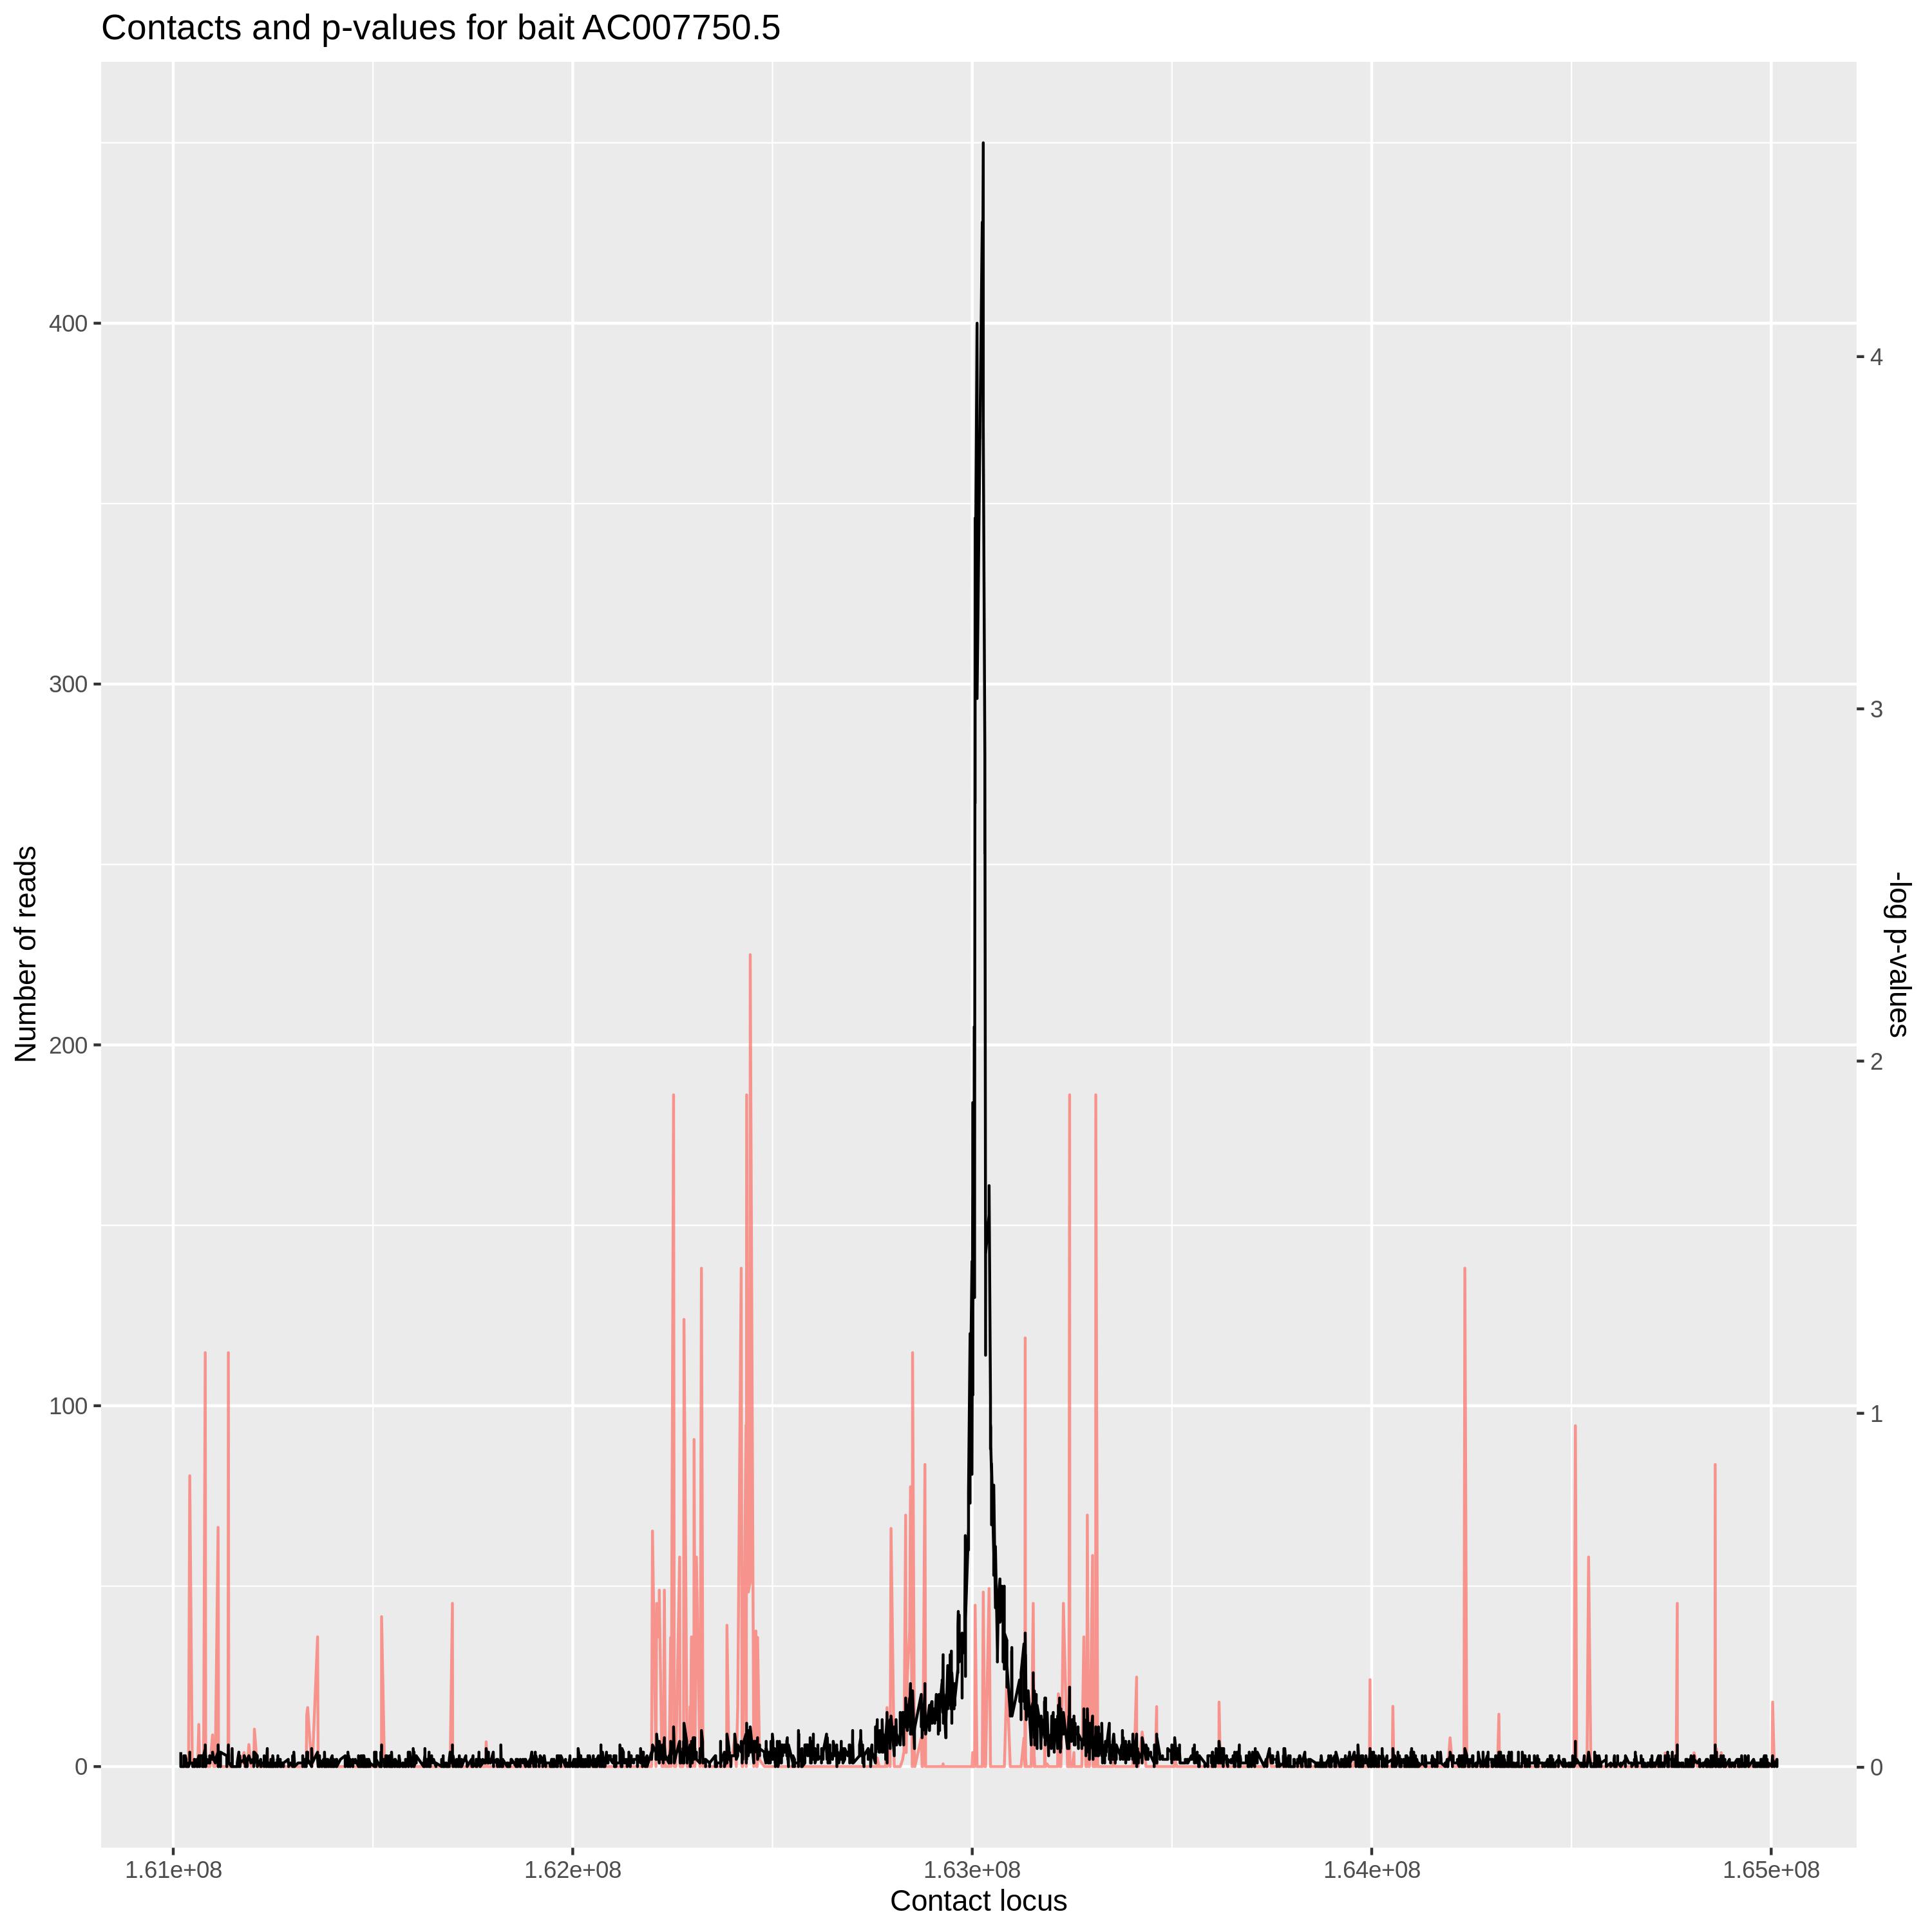 Contacts and p-values for bait AC007750.5
Number of reads
400
300
200
100
0
-log p-values
4
3
2
1
0
1.61e+08
1.62e+08
1.63e+08
1.64e+08
1.65e+08
Contact locus